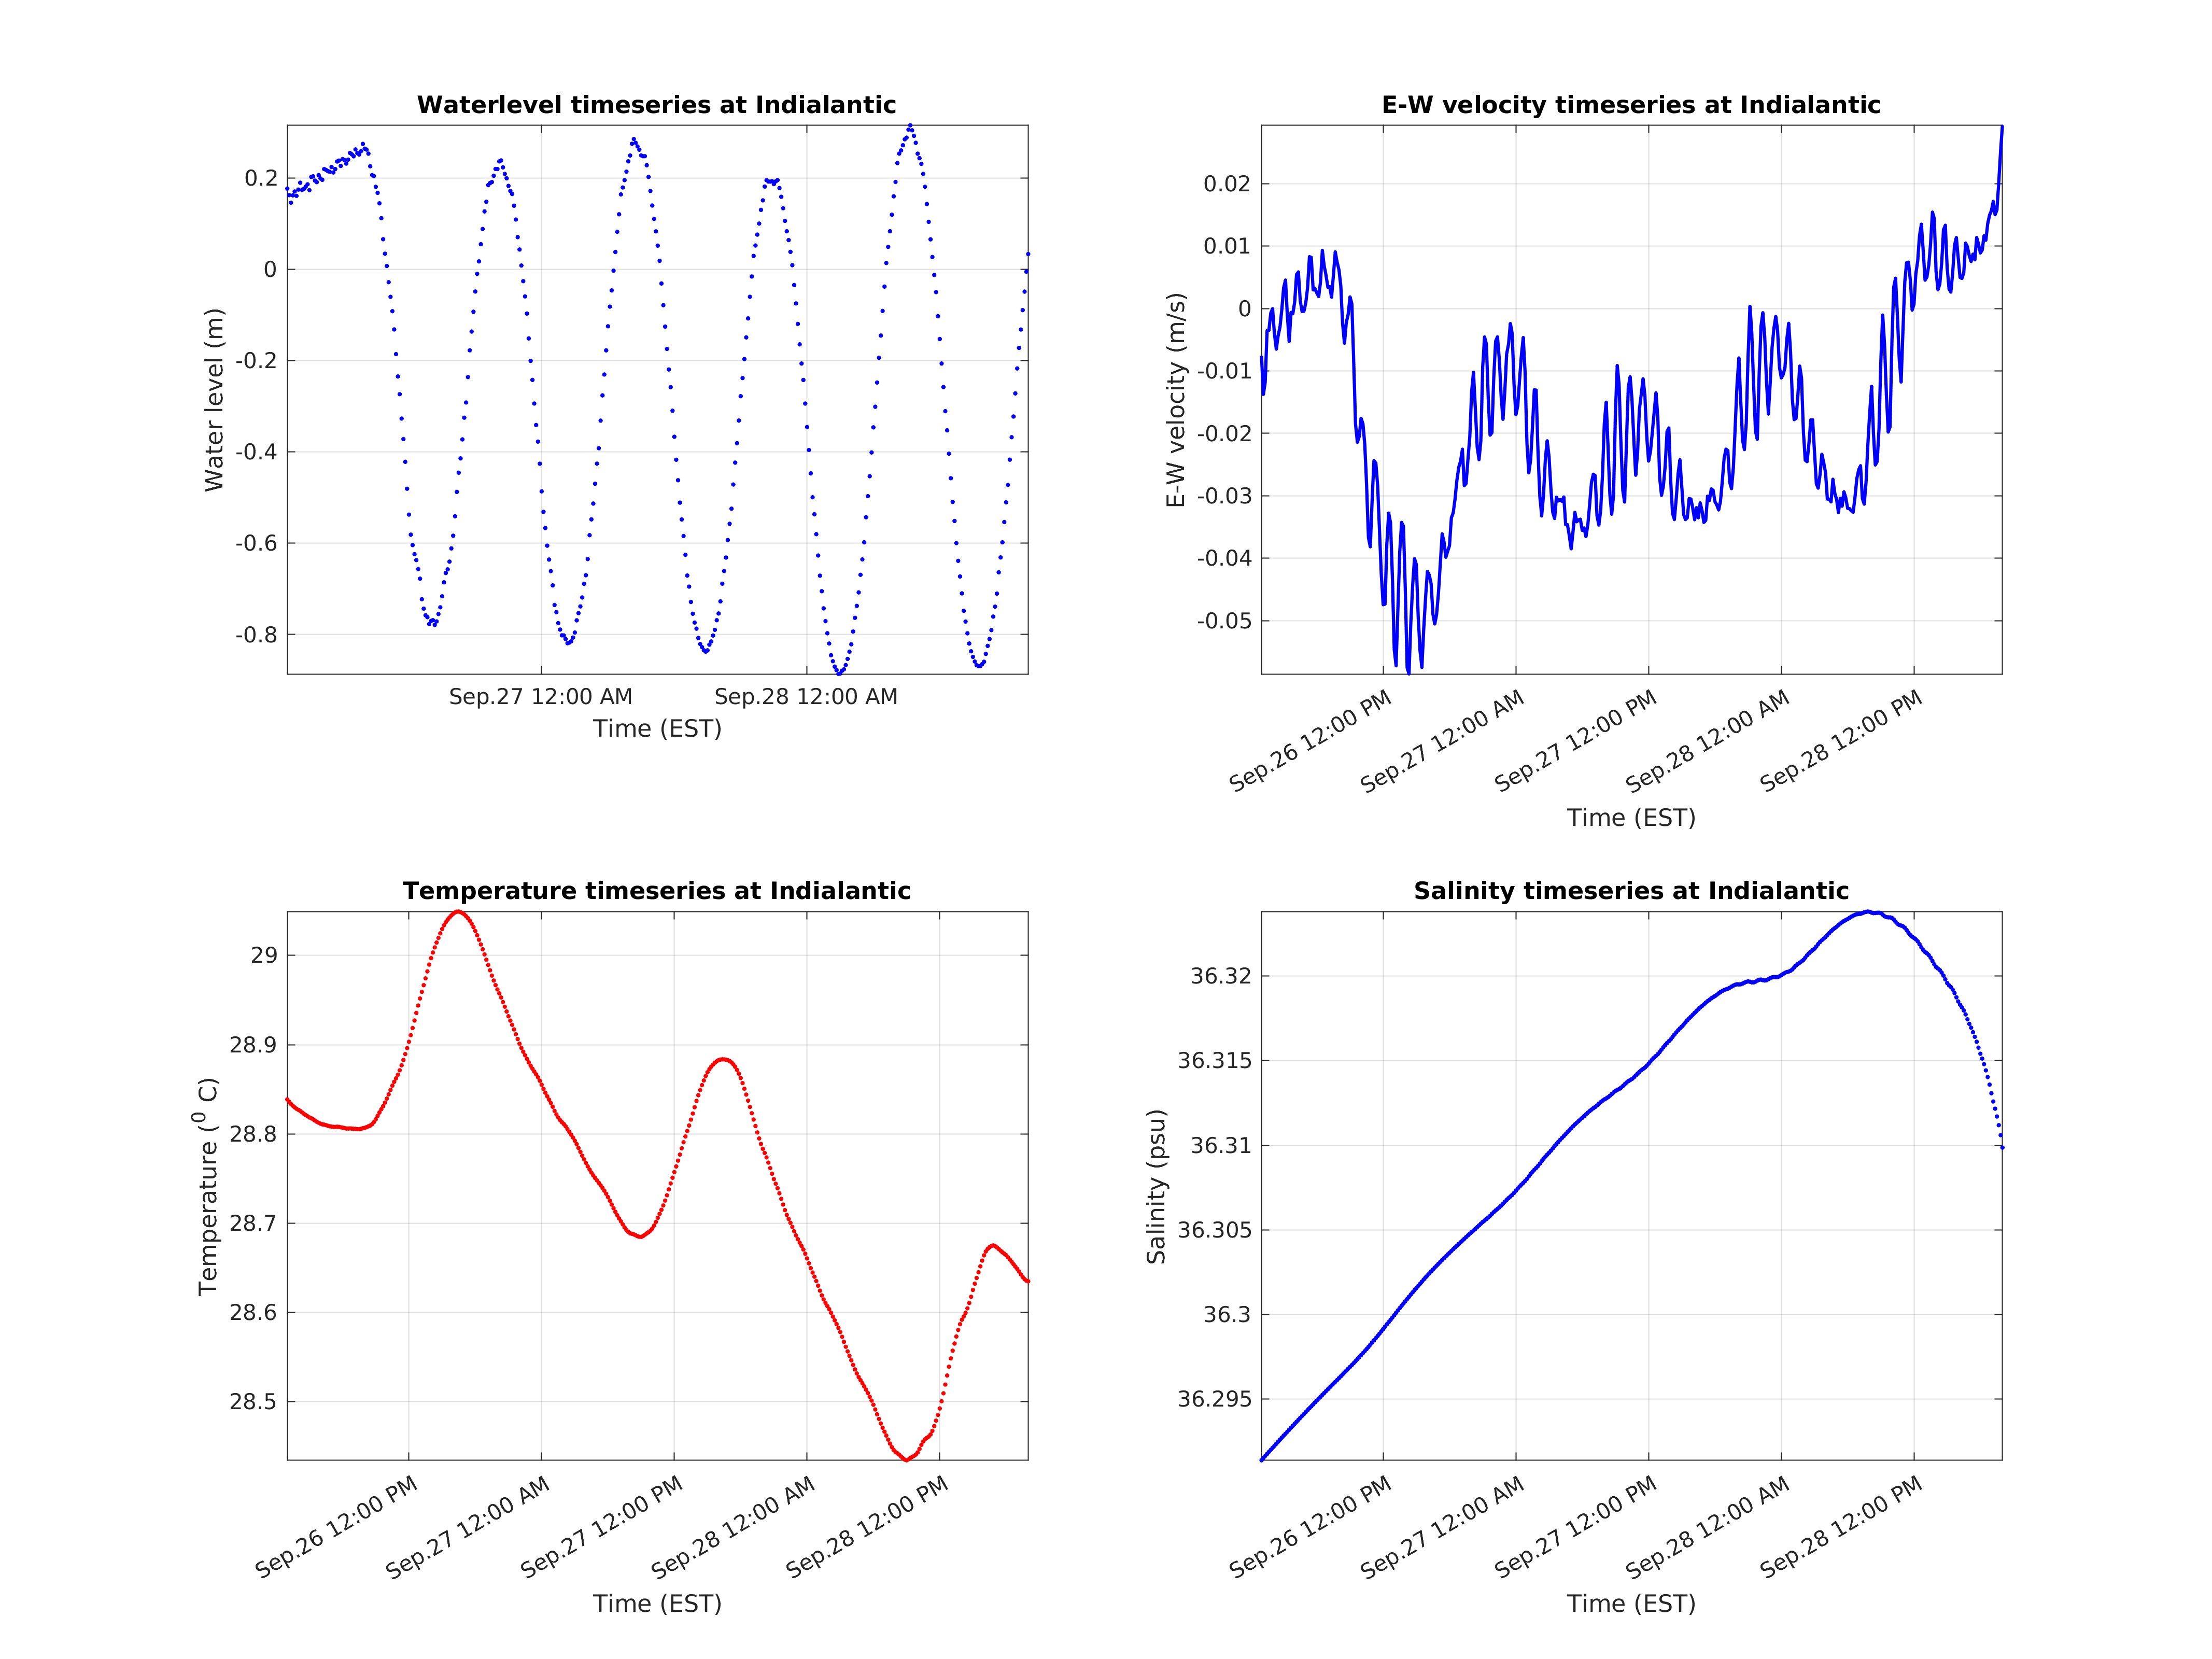 Waterlevel timeseries at Indialantic
0.2
0
-0.2
-0.4
-0.6
-0.8
Water level (m)
Sep.27 12:00 AM
Sep.28 12:00 AM
Time (EST)
E-W velocity timeseries at Indialantic
0.02
0.01
0
-0.01
-0.02
-0.03
-0.04
-0.05
E-W velocity (m/s)
Sep.26 12:00 PM
Sep.27 12:00 AM
Sep.27 12:00 PM
Sep.28 12:00 AM
Sep.28 12:00 PM
Time (EST)
Temperature timeseries at Indialantic
29
28.9
28.8
28.7
28.6
28.5
Temperature (⁰ C)
Sep.26 12:00 PM
Sep.27 12:00 AM
Sep.27 12:00 PM
Sep.28 12:00 AM
Sep.28 12:00 PM
Time (EST)
Salinity timeseries at Indialantic
36.32
36.315
36.31
36.305
36.3
36.295
Salinity (psu)
Sep.26 12:00 PM
Sep.27 12:00 AM
Sep.27 12:00 PM
Sep.28 12:00 AM
Sep.28 12:00 PM
Time (EST)